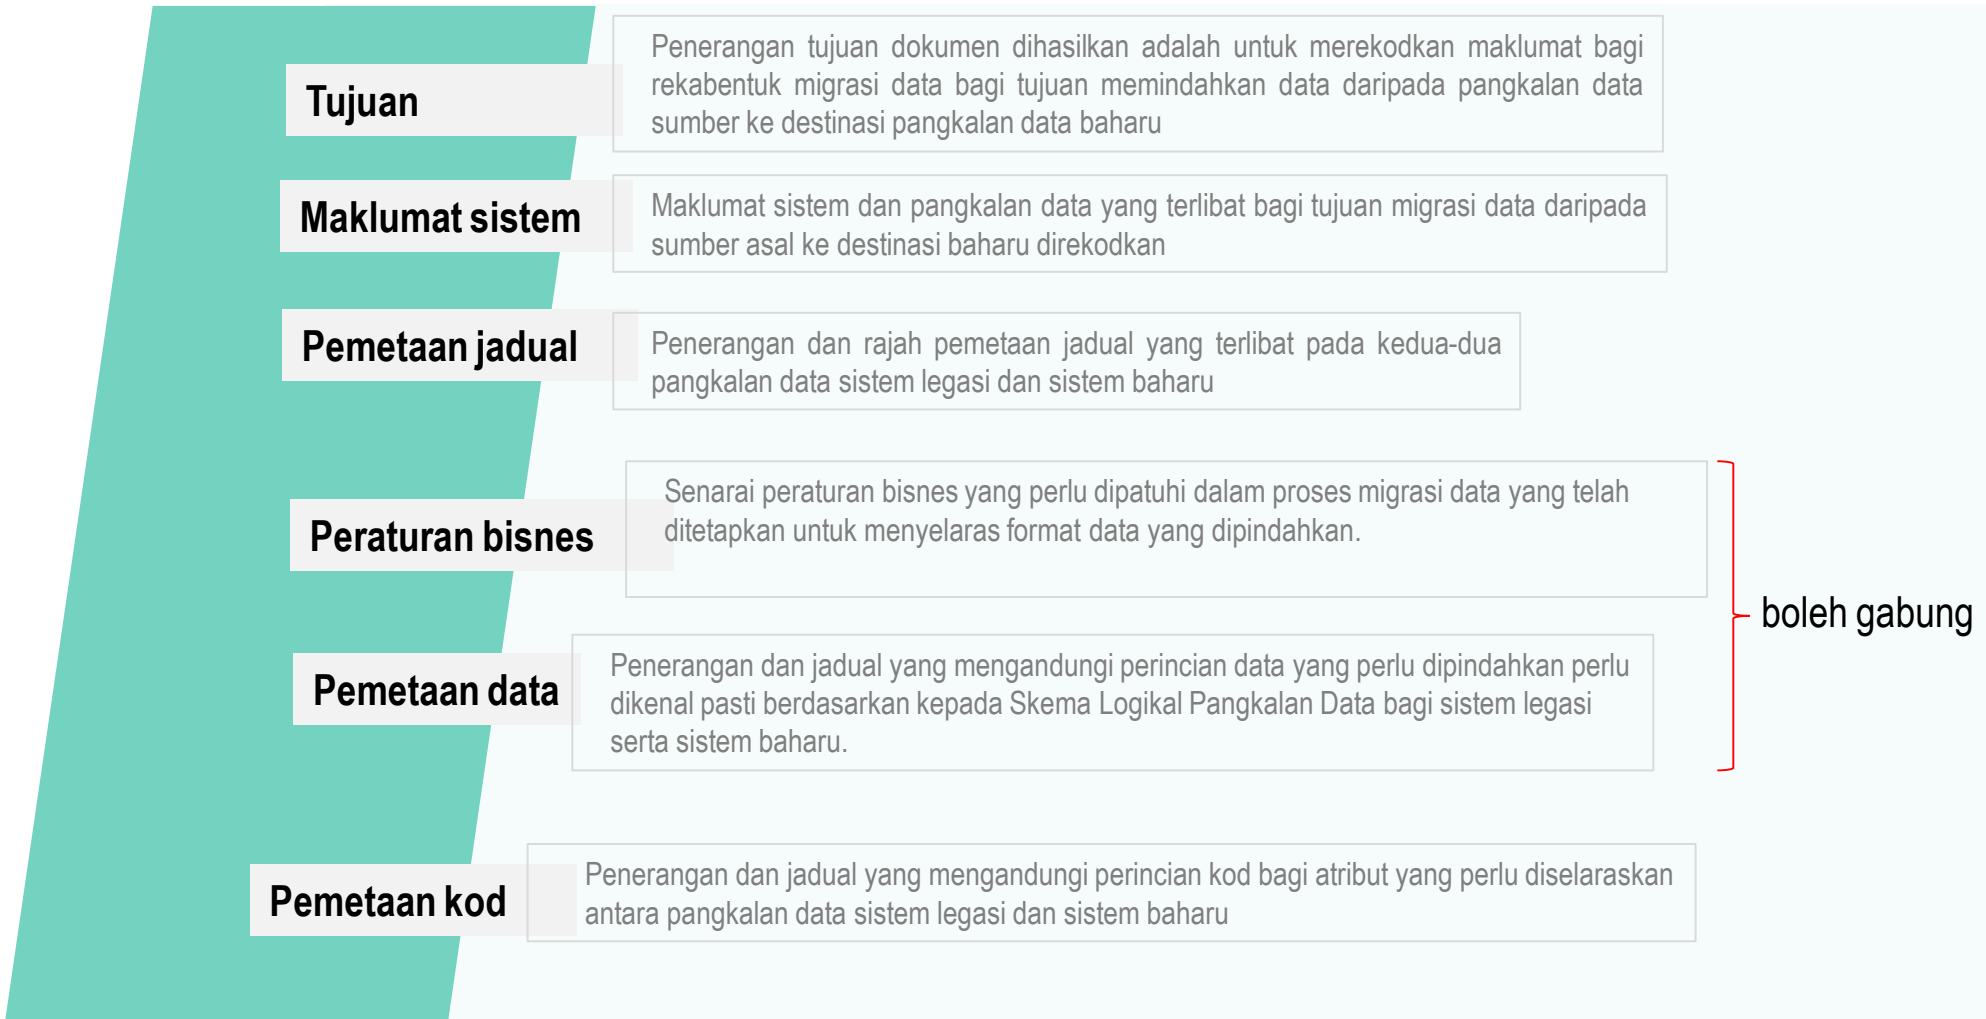 Tujuan
Penerangan tujuan dokumen dihasilkan adalah untuk merekodkan maklumat bagi
rekabentuk migrasi data bagi tujuan memindahkan data daripada pangkalan data
sumber ke destinasi pangkalan data baharu
Maklumat sistem
Maklumat sistem dan pangkalan data yang terlibat bagi tujuan migrasi data daripada
sumber asal ke destinasi baharu direkodkan
Pemetaan jadual
Penerangan dan rajah pemetaan jadual yang terlibat pada kedua-dua
pangkalan data sistem legasi dan sistem baharu
Peraturan bisnes
Senarai peraturan bisnes yang perlu dipatuhi dalam proses migrasi data yang telah
ditetapkan untuk menyelaras format data yang dipindahkan.
boleh gabung
Pemetaan data
Penerangan dan jadual yang mengandungi perincian data yang perlu dipindahkan perlu
dikenal pasti berdasarkan kepada Skema Logikal Pangkalan Data bagi sistem legasi
serta sistem baharu.
Pemetaan kod
Penerangan dan jadual yang mengandungi perincian kod bagi atribut yang perlu diselaraskan
antara pangkalan data sistem legasi dan sistem baharu